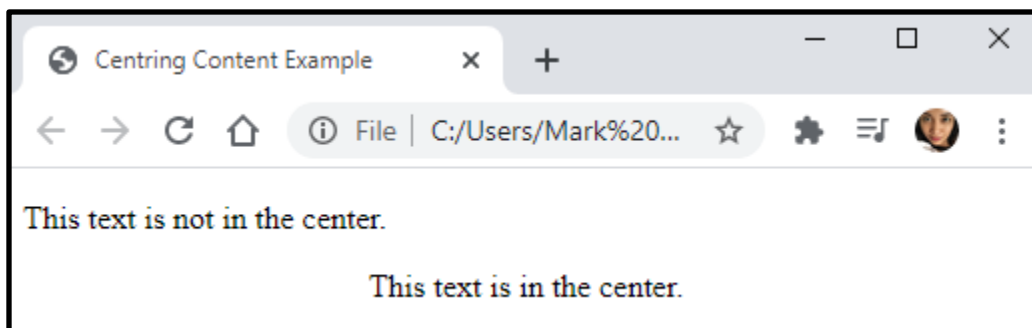 Centring Content Example
File | C:/Users/Mark%20...
This text is not in the center.
This text is in the center.